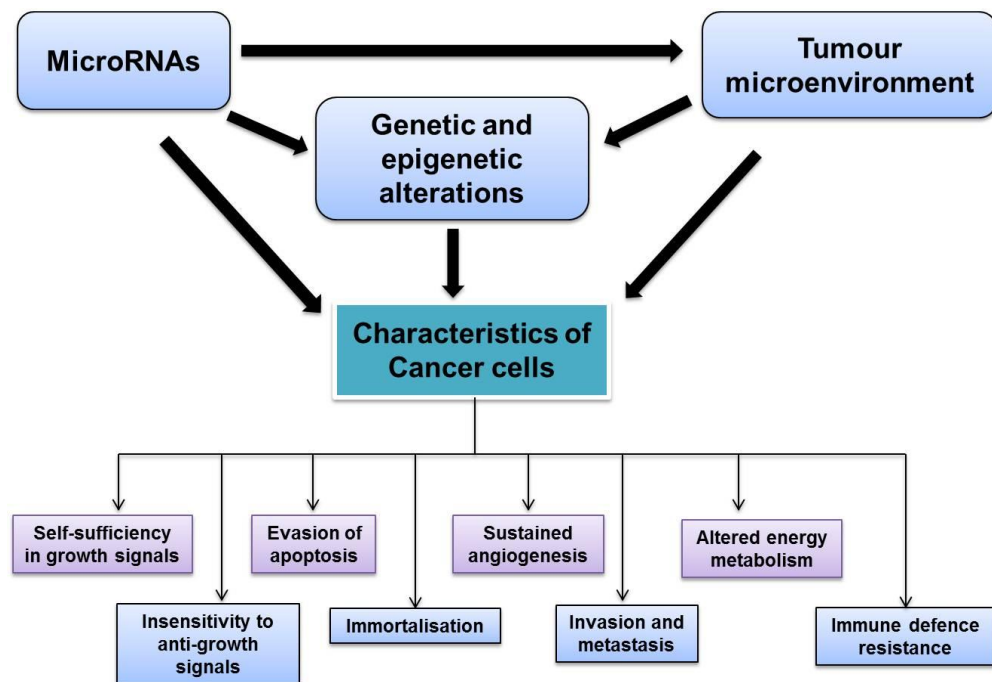 MicroRNAs
Tumour
microenvironment
Genetic and
epigenetic
alterations
Characteristics of
Cancer cells
Self-sufficiency
in growth signals
Evasion of
apoptosis
Sustained
angiogenesis
Altered energy
metabolism
Insensitivity to
anti-growth
signals
Immortalisation
Invasion and
metastasis
Immune defence
resistance